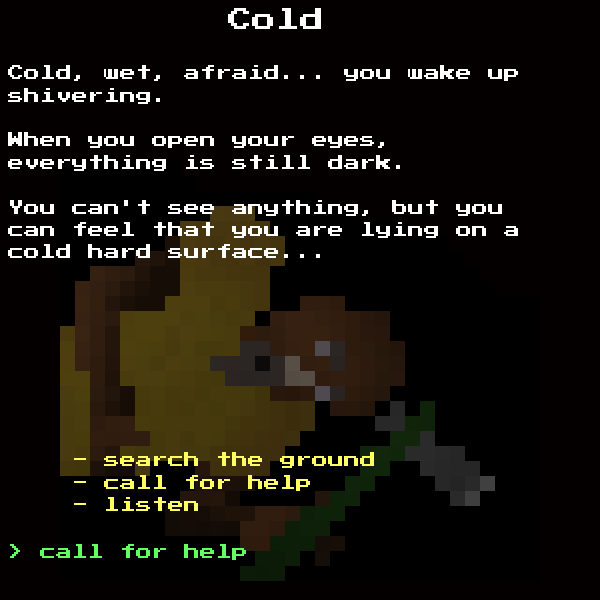 Cold
Cold, wet, afraid... you wake up
shivering.
When you open your eyes,
everything is still dark.
You can't see anything, but you
can feel that you are lying on a
cold hard surface...
- search the ground
- call for help
- listen
> call for help